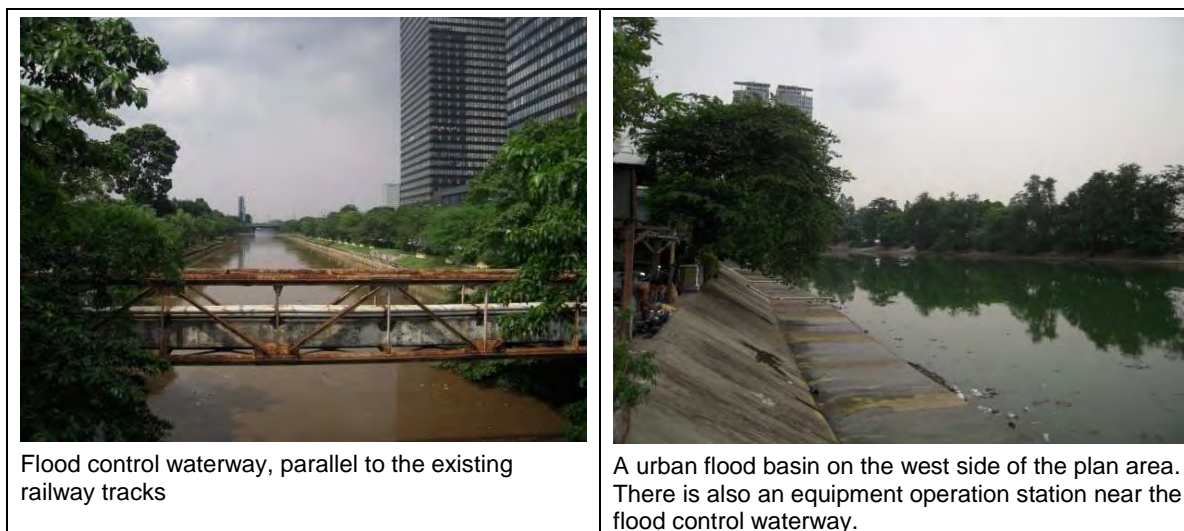 Flood control waterway, parallel to the existing
railway tracks
A urban flood basin on the west side of the plan area.
There is also an equipment operation station near the
flood control waterway.